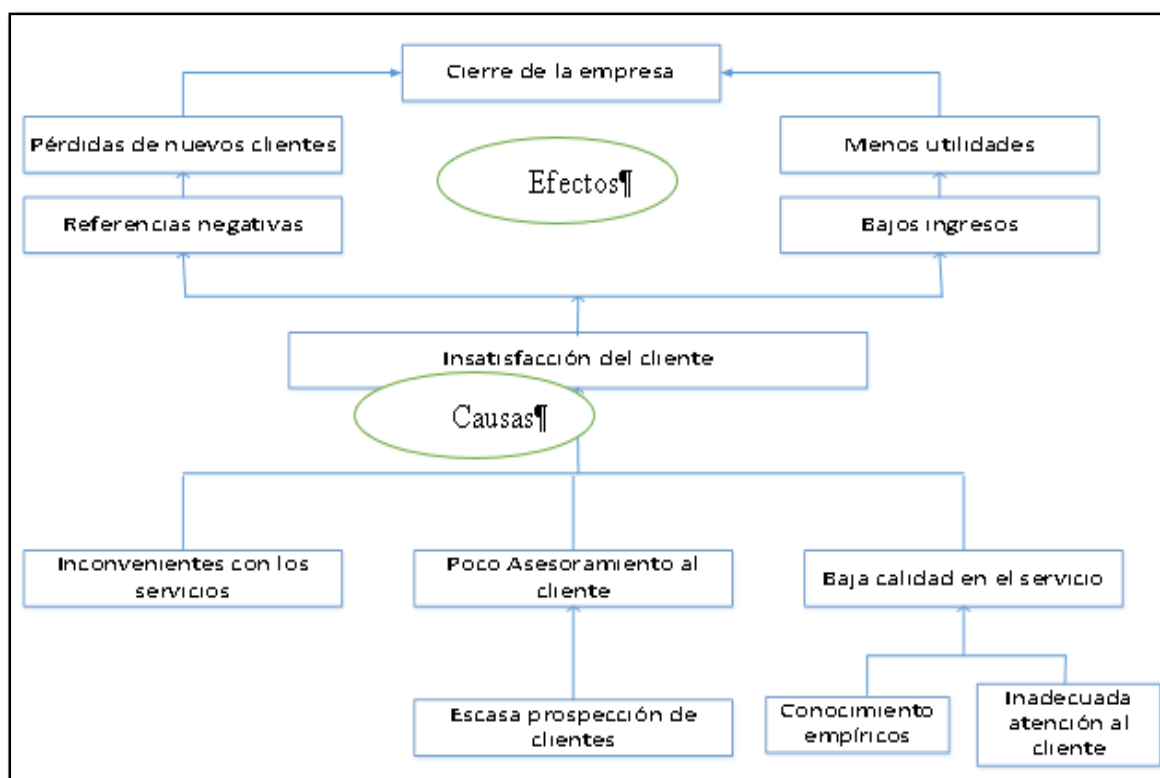 Cierre de la empresa
Pérdidas de nuevos clientes
Menos utilidades
Efectos¶
Referencias negativas
Bajos ingresos
Insatisfacción del cliente
Causas¶
Inconvenientes con los
servicios
Poco Asesoramiento al
cliente
Baja calidad en el servicio
Escasa prospección de
clientes
Conocimiento
empíricos
Inadecuada
atención al
cliente